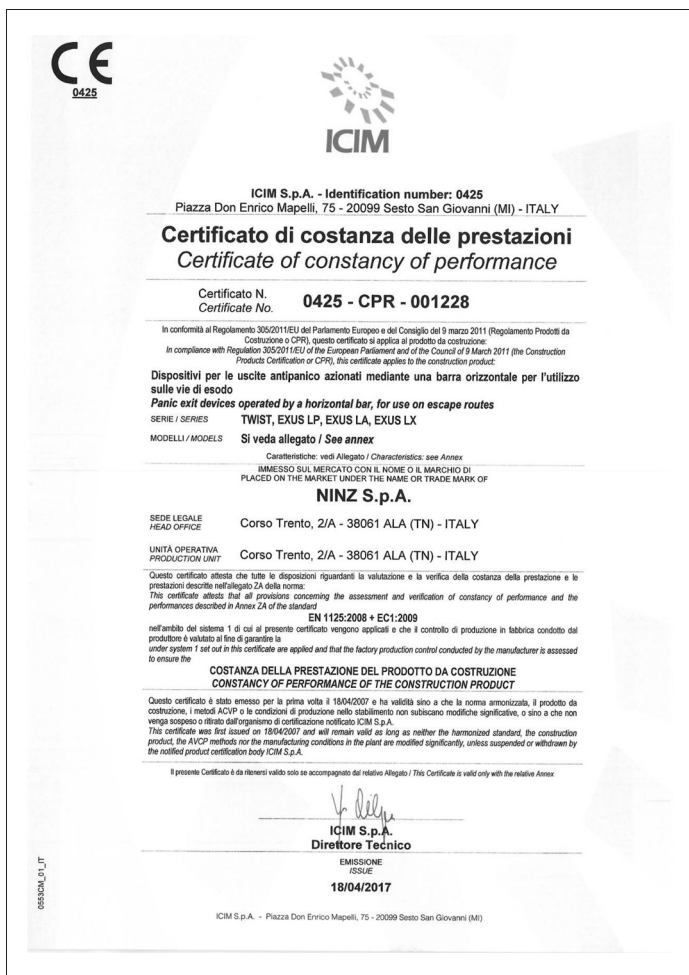 CE
0425
ICIM
ICIM S.p.A. - Identification number: 0425
Piazza Don Enrico Mapelli, 75 - 20099 Sesto San Giovanni (MI) - ITALY
Certificato di costanza delle prestazioni
Certificate of constancy of performance
Certificato N.
Certificate No.
0425 - CPR - 001228
In conformità al Regolamento 305/2011/EU del Parlamento Europeo e del Consiglio del 9 marzo 2011 (Regolamento Prodotti da
Costruzione o CPR), questo certificato si applica al prodotto da costruzione:
In compliance with Regulation 305/2011/EU of the European Parliament and of the Council of 9 March 2011 (the Construction
Products Certification or CPR), this certificate applies to the construction product:
Dispositivi per le uscite antipanico azionati mediante una barra orizzontale per l'utilizzo
sulle vie di esodo
Panic exit devices operated by a horizontal bar, for use on escape routes
SERIE / SERIES TWIST, EXUS LP, EXUS LA, EXUS LX
MODELLI / MODELS Si veda allegato / See annex
Caratteristiche: vedi Allegato / Characteristics: see Annex
IMMESSO SUL MERCATO CON IL NOME O IL MARCHIO DI
PLACED ON THE MARKET UNDER THE NAME OR TRADE MARK OF
NINZ S.p.A.
SEDE LEGALE
HEAD OFFICE
Corso Trento, 2/A - 38061 ALA (TN) - ITALY
UNITÀ OPERATIVA
PRODUCTION UNIT
Corso Trento, 2/A - 38061 ALA (TN) - ITALY
Questo certificato attesta che tutte le disposizioni riguardanti la valutazione e la verifica della costanza della prestazione e le
prestazioni descritte nell'allegato ZA della norma:
This certificate attests that all provisions concerning the assessment and verification of constancy of performance and the
performances described in Annex ZA of the standard
EN 1125:2008 + EC1:2009
nell'ambito del sistema 1 di cui al presente certificato vengono applicati e che il controllo di produzione in fabbrica condotto dal
produttore è valutato al fine di garantire la
under system 1 set out in this certificate are applied and that the factory production control conducted by the manufacturer is assessed
to ensure the
COSTANZA DELLA PRESTAZIONE DEL PRODOTTO DA COSTRUZIONE
CONSTANCY OF PERFORMANCE OF THE CONSTRUCTION PRODUCT
Questo certificato è stato emesso per la prima volta il 18/04/2007 e ha validità sino a che la norma armonizzata, il prodotto da
costruzione, i metodi ACVP o le condizioni di produzione nello stabilimento non subiscano modifiche significative, o sino a che non
venga sospeso o ritirato dall'organismo di certificazione notificato ICIM S.p.A.
This certificate was first issued on 18/04/2007 and will remain valid as long as neither the harmonized standard, the construction
product, the AVCP methods nor the manufacturing conditions in the plant are modified significantly, unless suspended or withdrawn by
the notified product certification body ICIM S.p.A.
Il presente Certificato è da ritenersi valido solo se accompagnato dal relativo Allegato / This Certificate is valid only with the relative Annex
ICIM S.p.A.
Direttore Tecnico
EMISSIONE
ISSUE
18/04/2017
0553CM_01_IT
ICIM S.p.A. - Piazza Don Enrico Mapelli, 75 - 20099 Sesto San Giovanni (MI)